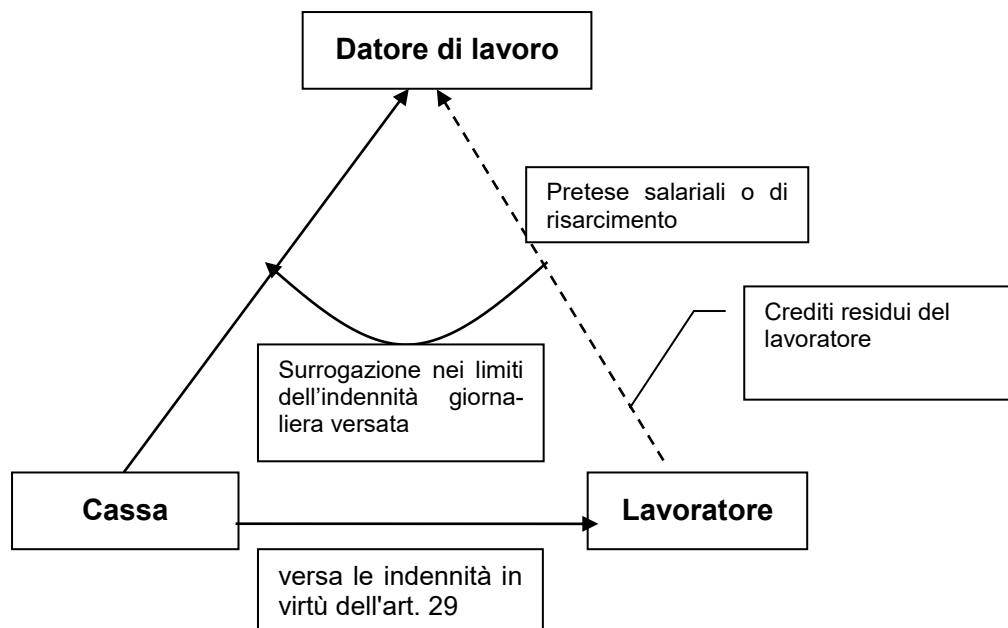 Datore di lavoro
Pretese salariali o di
risarcimento
Crediti residui del
lavoratore
Surrogazione nei limiti
dell'indennità giorna-
liera versata
Cassa
Lavoratore
versa le indennità in
virtù dell'art. 29